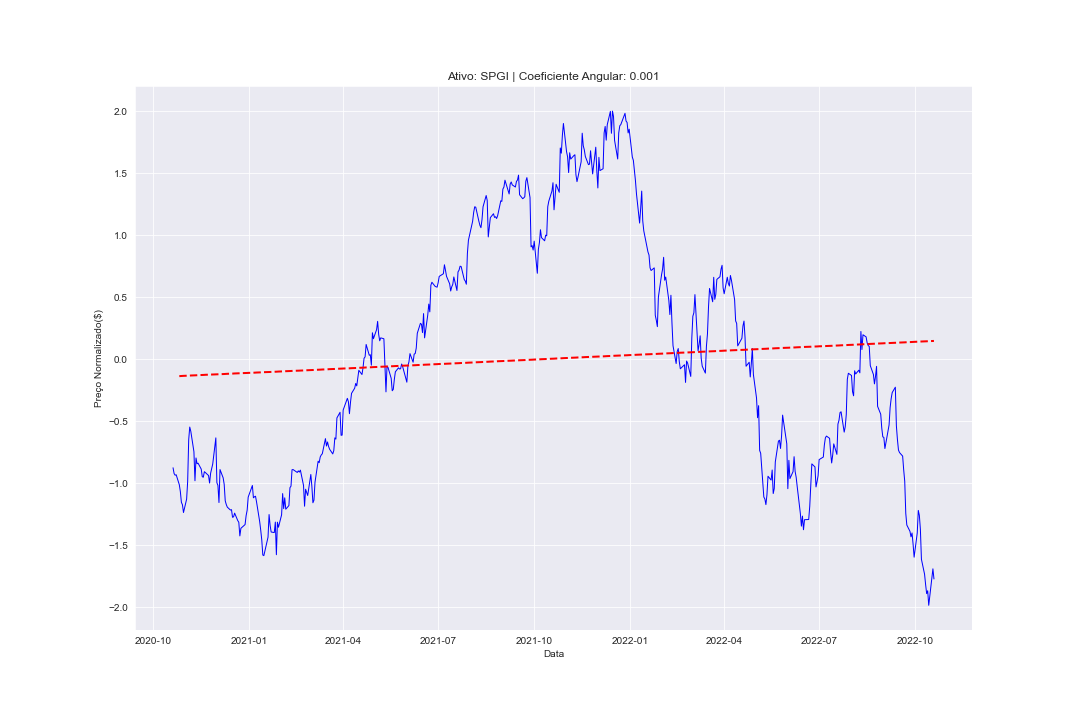 Ativo: SPGI | Coeficiente Angular: 0.001
2.0
1.5
1.0
0.5
0.0
−0.5
−1.0
−1.5
−2.0
Preço Normalizado($)
2020-10 2021-01 2021-04 2021-07 2021-10 2022-01 2022-04 2022-07 2022-10
Data